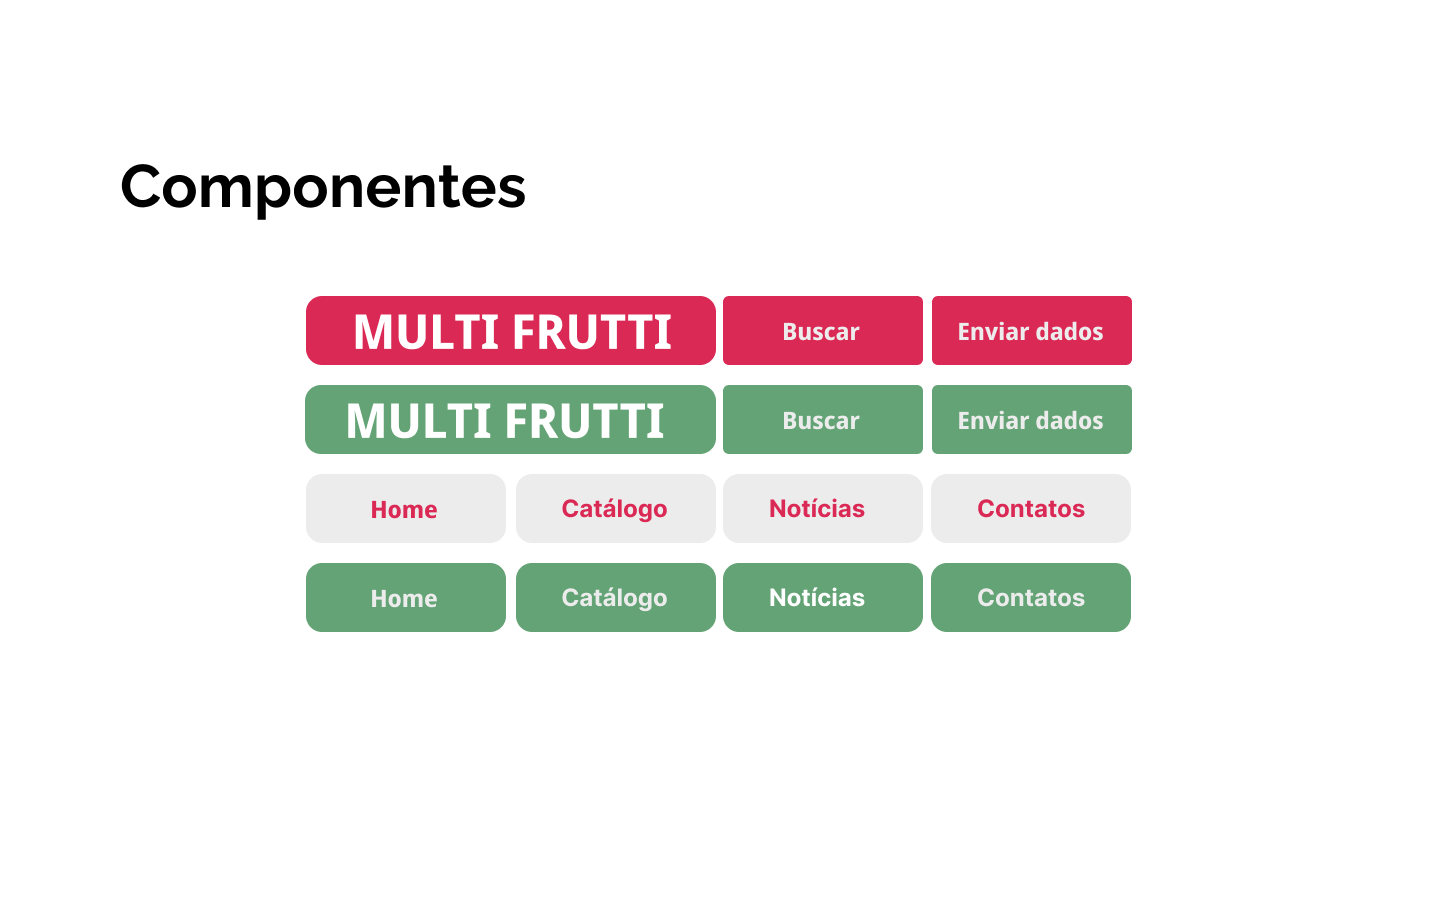 Componentes
MULTI FRUTTI Buscar Enviar dados
MULTI FRUTTI Buscar Enviar dados
Home Catálogo Notícias Contatos
Home Catálogo Notícias Contatos